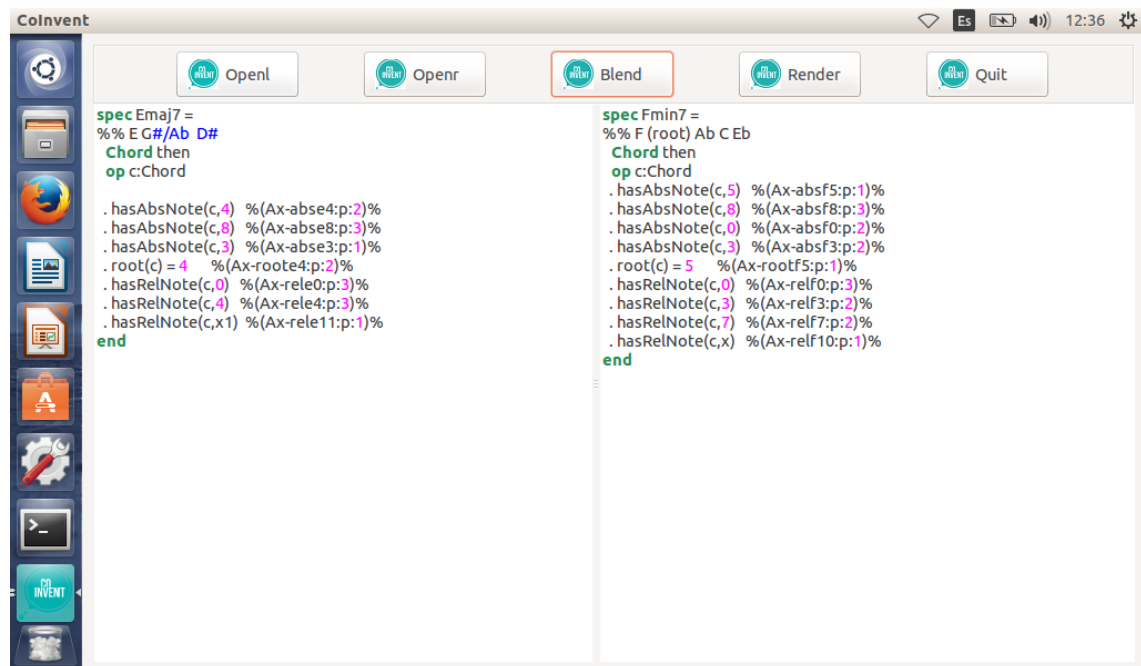 CoInvent Es 12:36
Openl Openr Blend Render Quit
spec Emaj7 =
%% E G#/Ab D#
Chord then
op c:Chord
. hasAbsNote(c,4) %(Ax-abse4:p:2)%
. hasAbsNote(c,8) %(Ax-abse8:p:3)%
. hasAbsNote(c,3) %(Ax-abse3:p:1)%
. root(c) = 4 %(Ax-roote4:p:2)%
. hasRelNote(c,0) %(Ax-rele0:p:3)%
. hasRelNote(c,4) %(Ax-rele4:p:3)%
. hasRelNote(c,x1) %(Ax-rele11:p:1)%
end
spec Fmin7 =
%% F (root) Ab C Eb
Chord then
op c:Chord
. hasAbsNote(c,5) %(Ax-absf5:p:1)%
. hasAbsNote(c,8) %(Ax-absf8:p:3)%
. hasAbsNote(c,0) %(Ax-absf0:p:2)%
. hasAbsNote(c,3) %(Ax-absf3:p:2)%
. root(c) = 5 %(Ax-rootf5:p:1)%
. hasRelNote(c,0) %(Ax-relf0:p:3)%
. hasRelNote(c,3) %(Ax-relf3:p:2)%
. hasRelNote(c,7) %(Ax-relf7:p:2)%
. hasRelNote(c,x) %(Ax-relf10:p:1)%
end
CO
INVENT